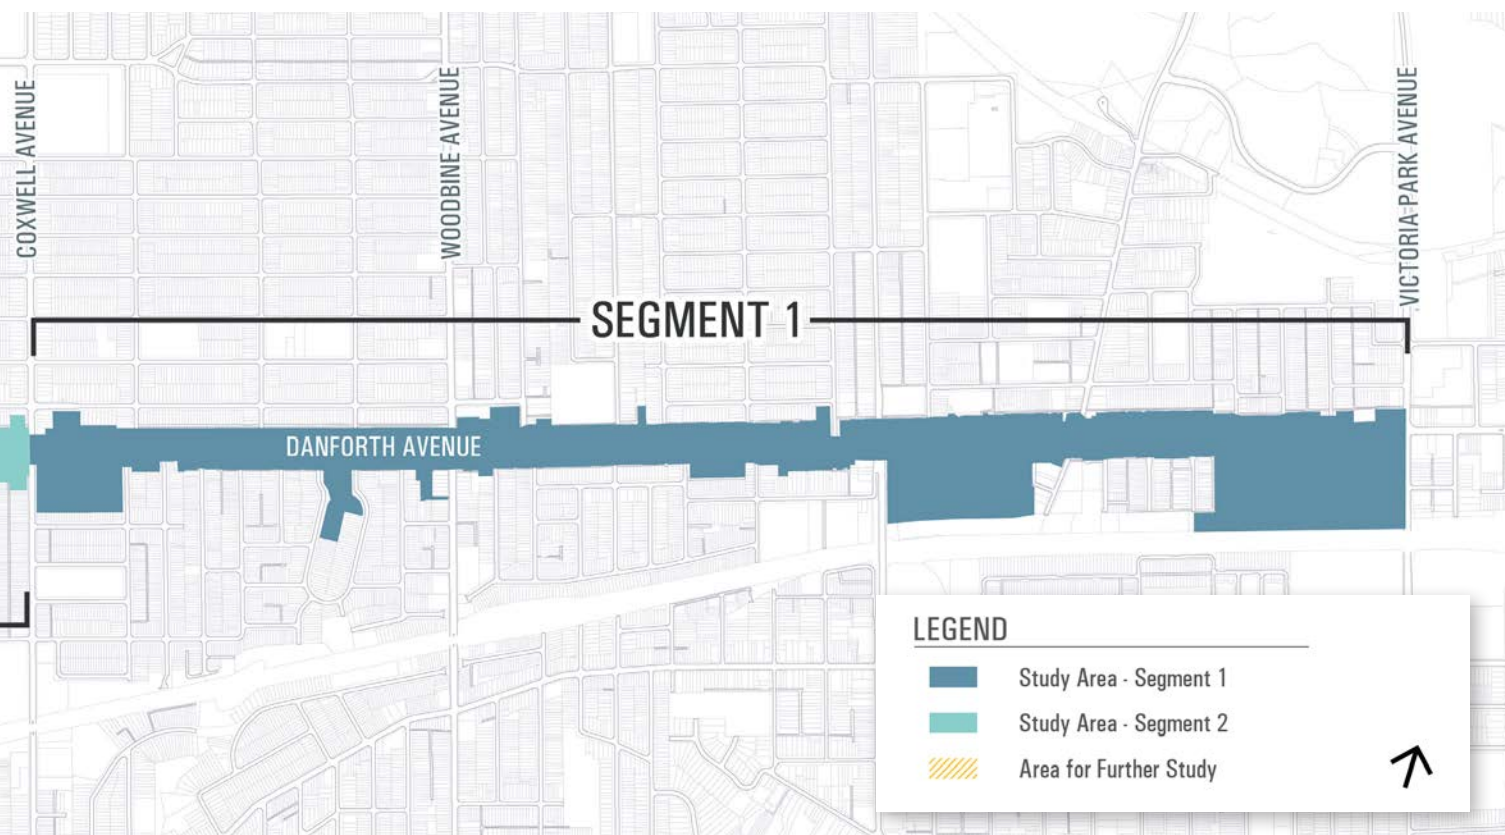 COXWELL AVENUE
WOODBINE AVENUE
VICTORIA PARK AVENUE
SEGMENT 1
DANFORTH AVENUE
LEGEND
Study Area - Segment 1
Study Area - Segment 2
Area for Further Study